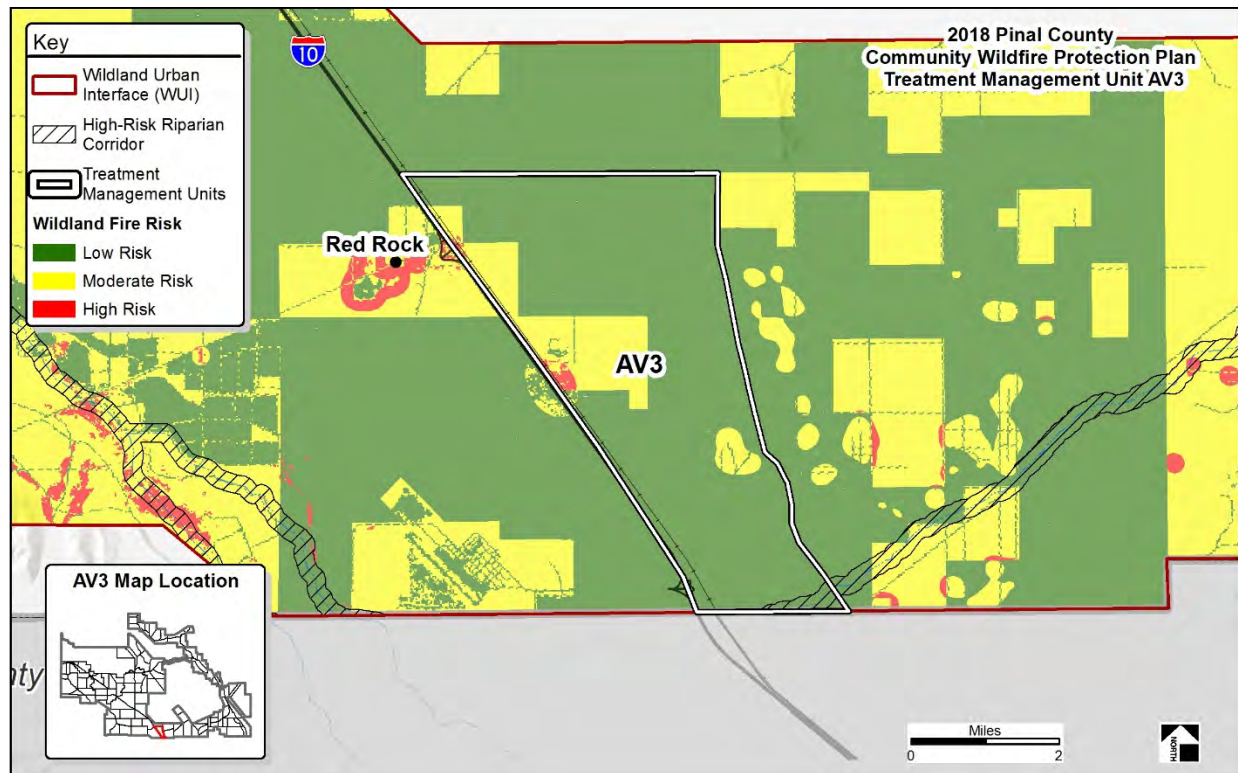 Key
Wildland Urban
Interface (WUI)
High-Risk Riparian
Corridor
Treatment
Management Units
Wildland Fire Risk
Low Risk
Moderate Risk
High Risk
10
2018 Pinal County
Community Wildfire Protection Plan
Treatment Management Unit AV3
Red Rock
AV3
AV3 Map Location
nty
Miles
0 2
NORTH